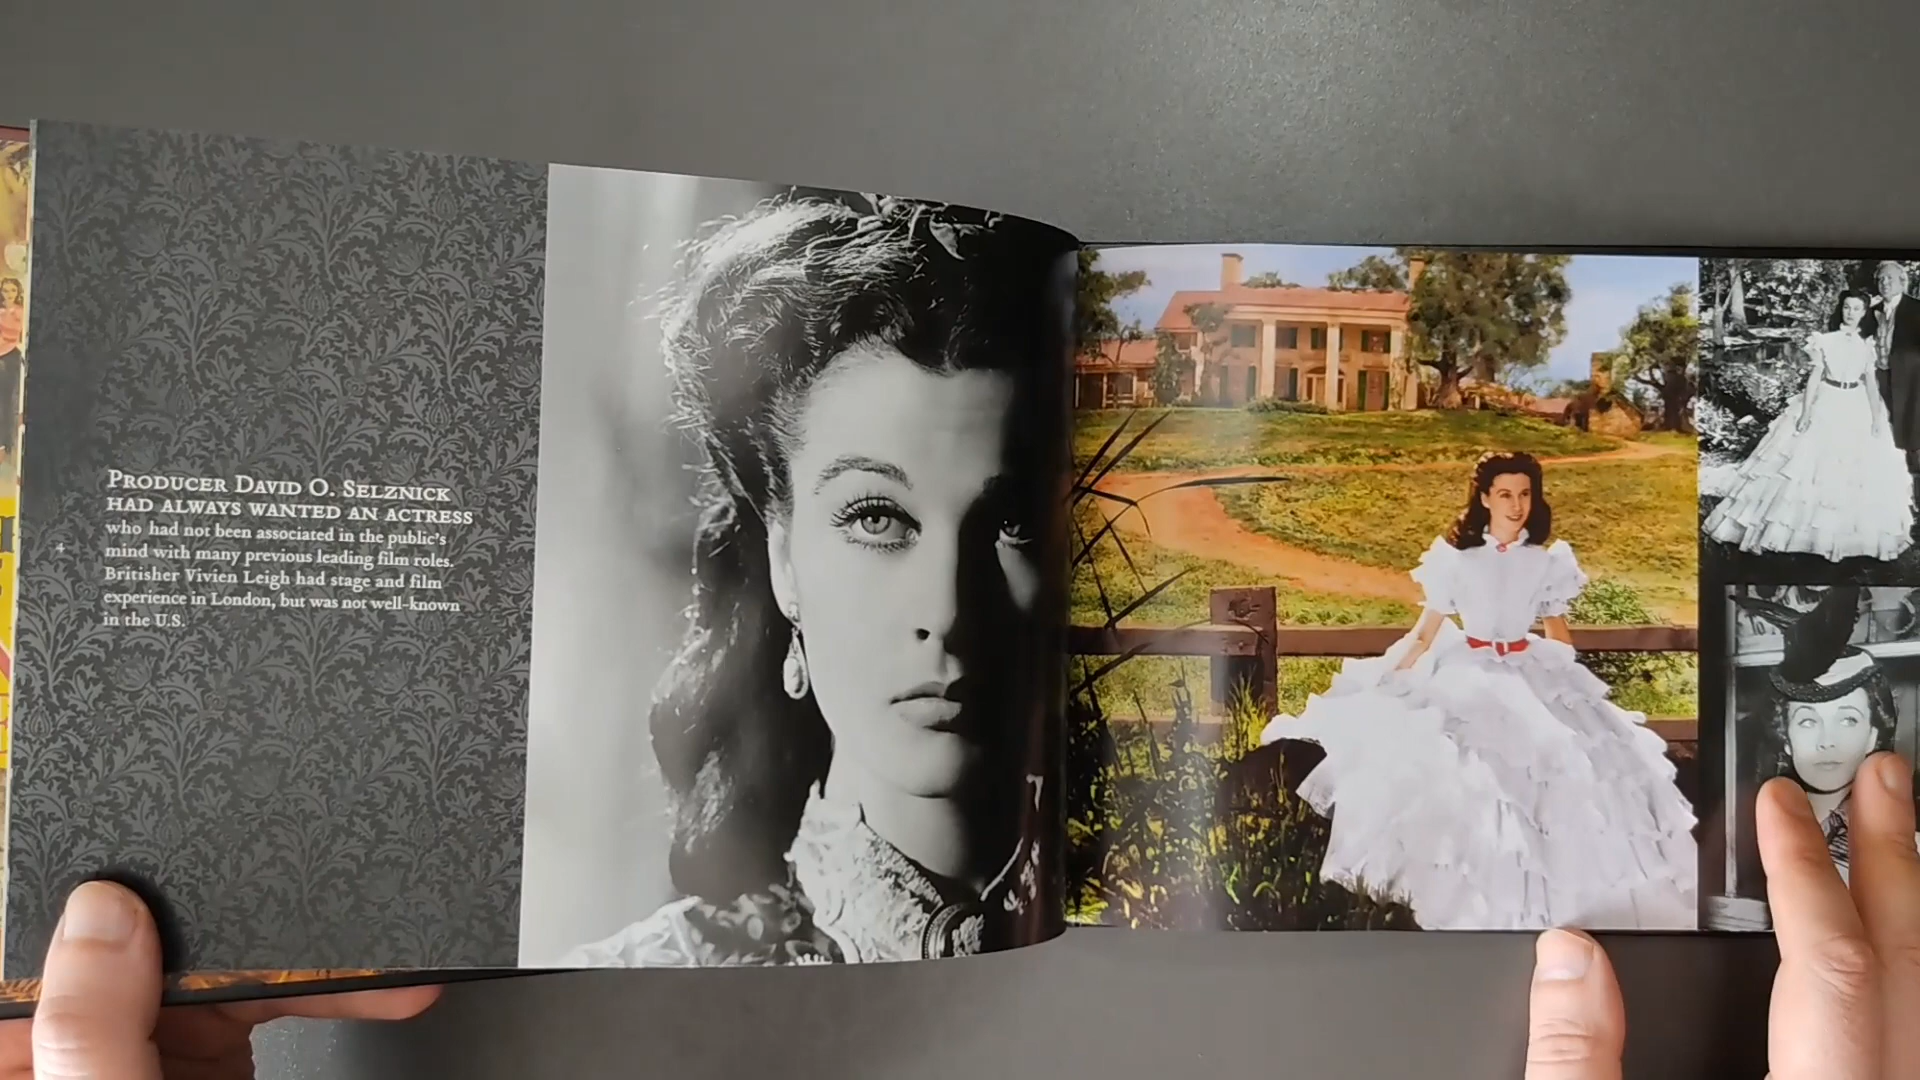 Producer David O. Selznick
had always wanted an actress
who had not been associated in the public's
mind with many previous leading film roles.
Britisher Vivien Leigh had stage and film
experience in London, but was not well-known
in the U.S.
4